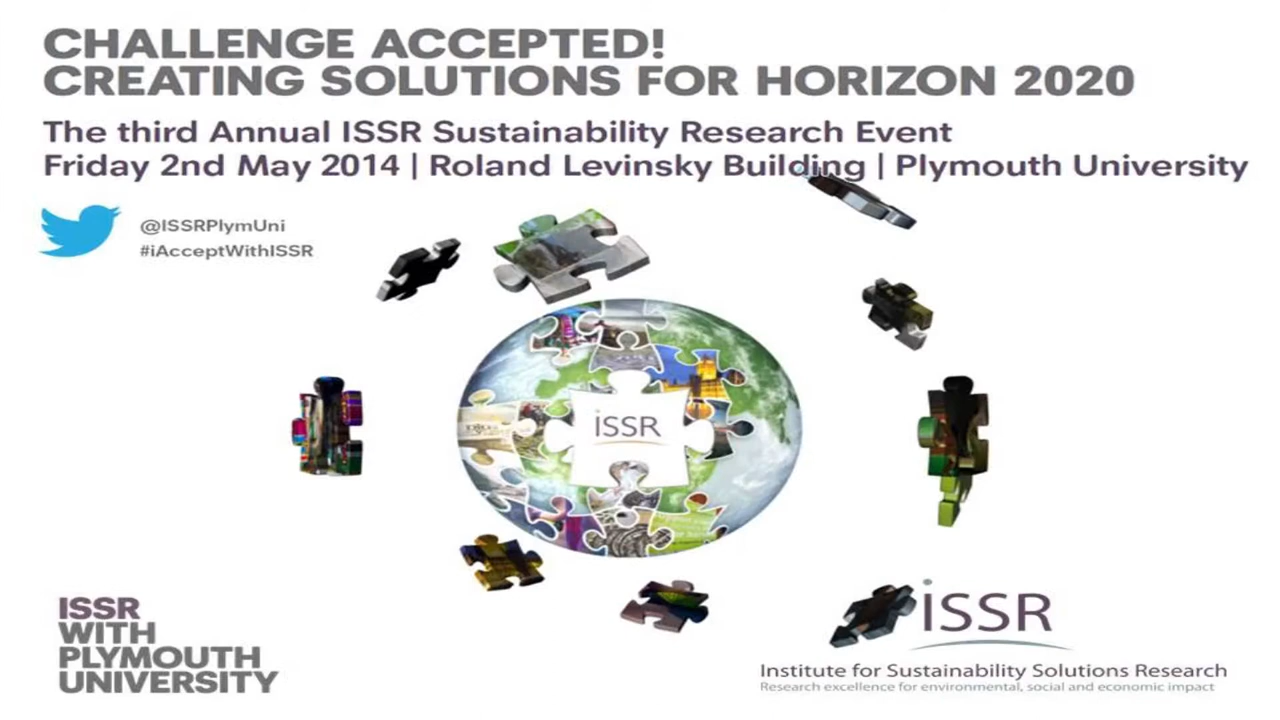 CHALLENGE ACCEPTED!
CREATING SOLUTIONS FOR HORIZON 2020
The third Annual ISSR Sustainability Research Event
Friday 2nd May 2014 | Roland Levinsky Building | Plymouth University
@ISSRPlymUni
#iAcceptWithISSR
iSSR
ISSR
WITH
PLYMOUTH
UNIVERSITY
iSSR
Institute for Sustainability Solutions Research
Research excellence for environmental, social and economic impact